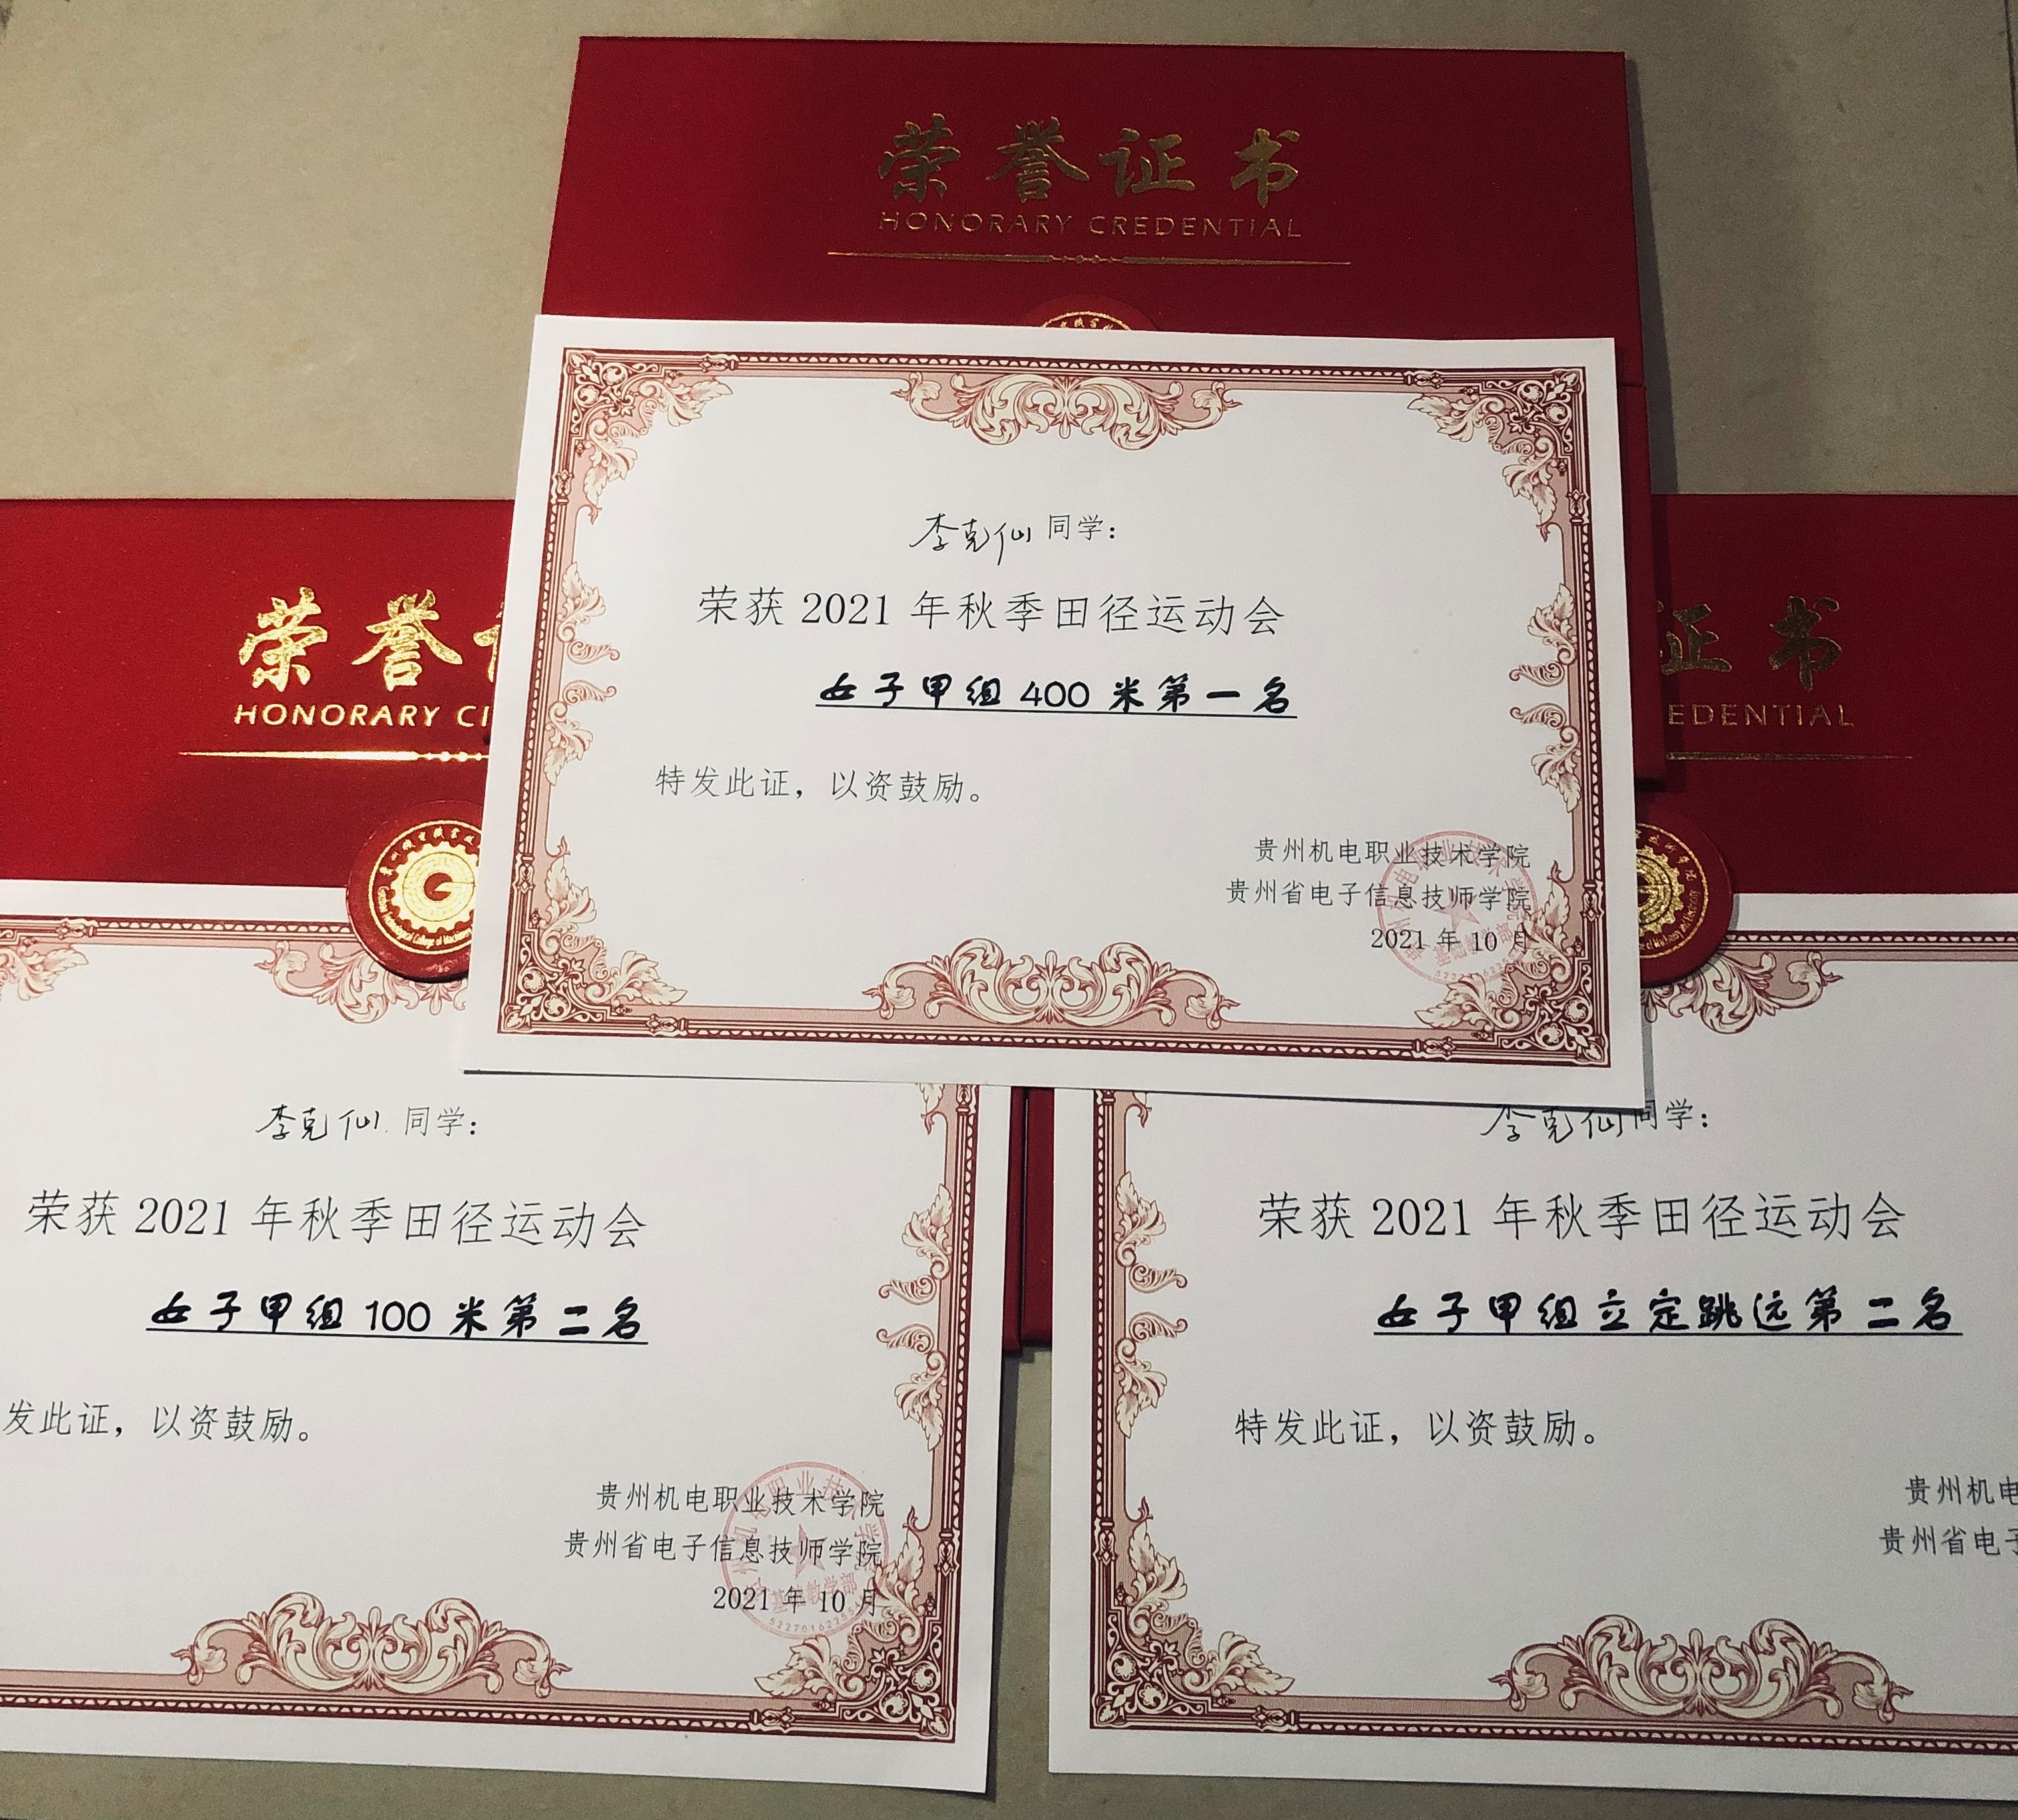 荣誉证书
HONORARY CREDENTIAL
李克仙同学：
荣获2021年秋季田径运动会
女子甲组400米第一名
特发此证，以资鼓励。
贵州机电职业技术学院
贵州省电子信息技师学院
2021年10月
荣誉
HONORARY C
李克仙同学：
荣获2021年秋季田径运动会
女子甲组100米第二名
发此证，以资鼓励。
贵州机电职业技术学院
贵州省电子信息技师学院
2021年10月
基础教学部
证书
EDENTIAL
李克仙同学：
荣获2021年秋季田径运动会
女子甲组立定跳远第二名
特发此证，以资鼓励。
贵州机电
贵州省电子